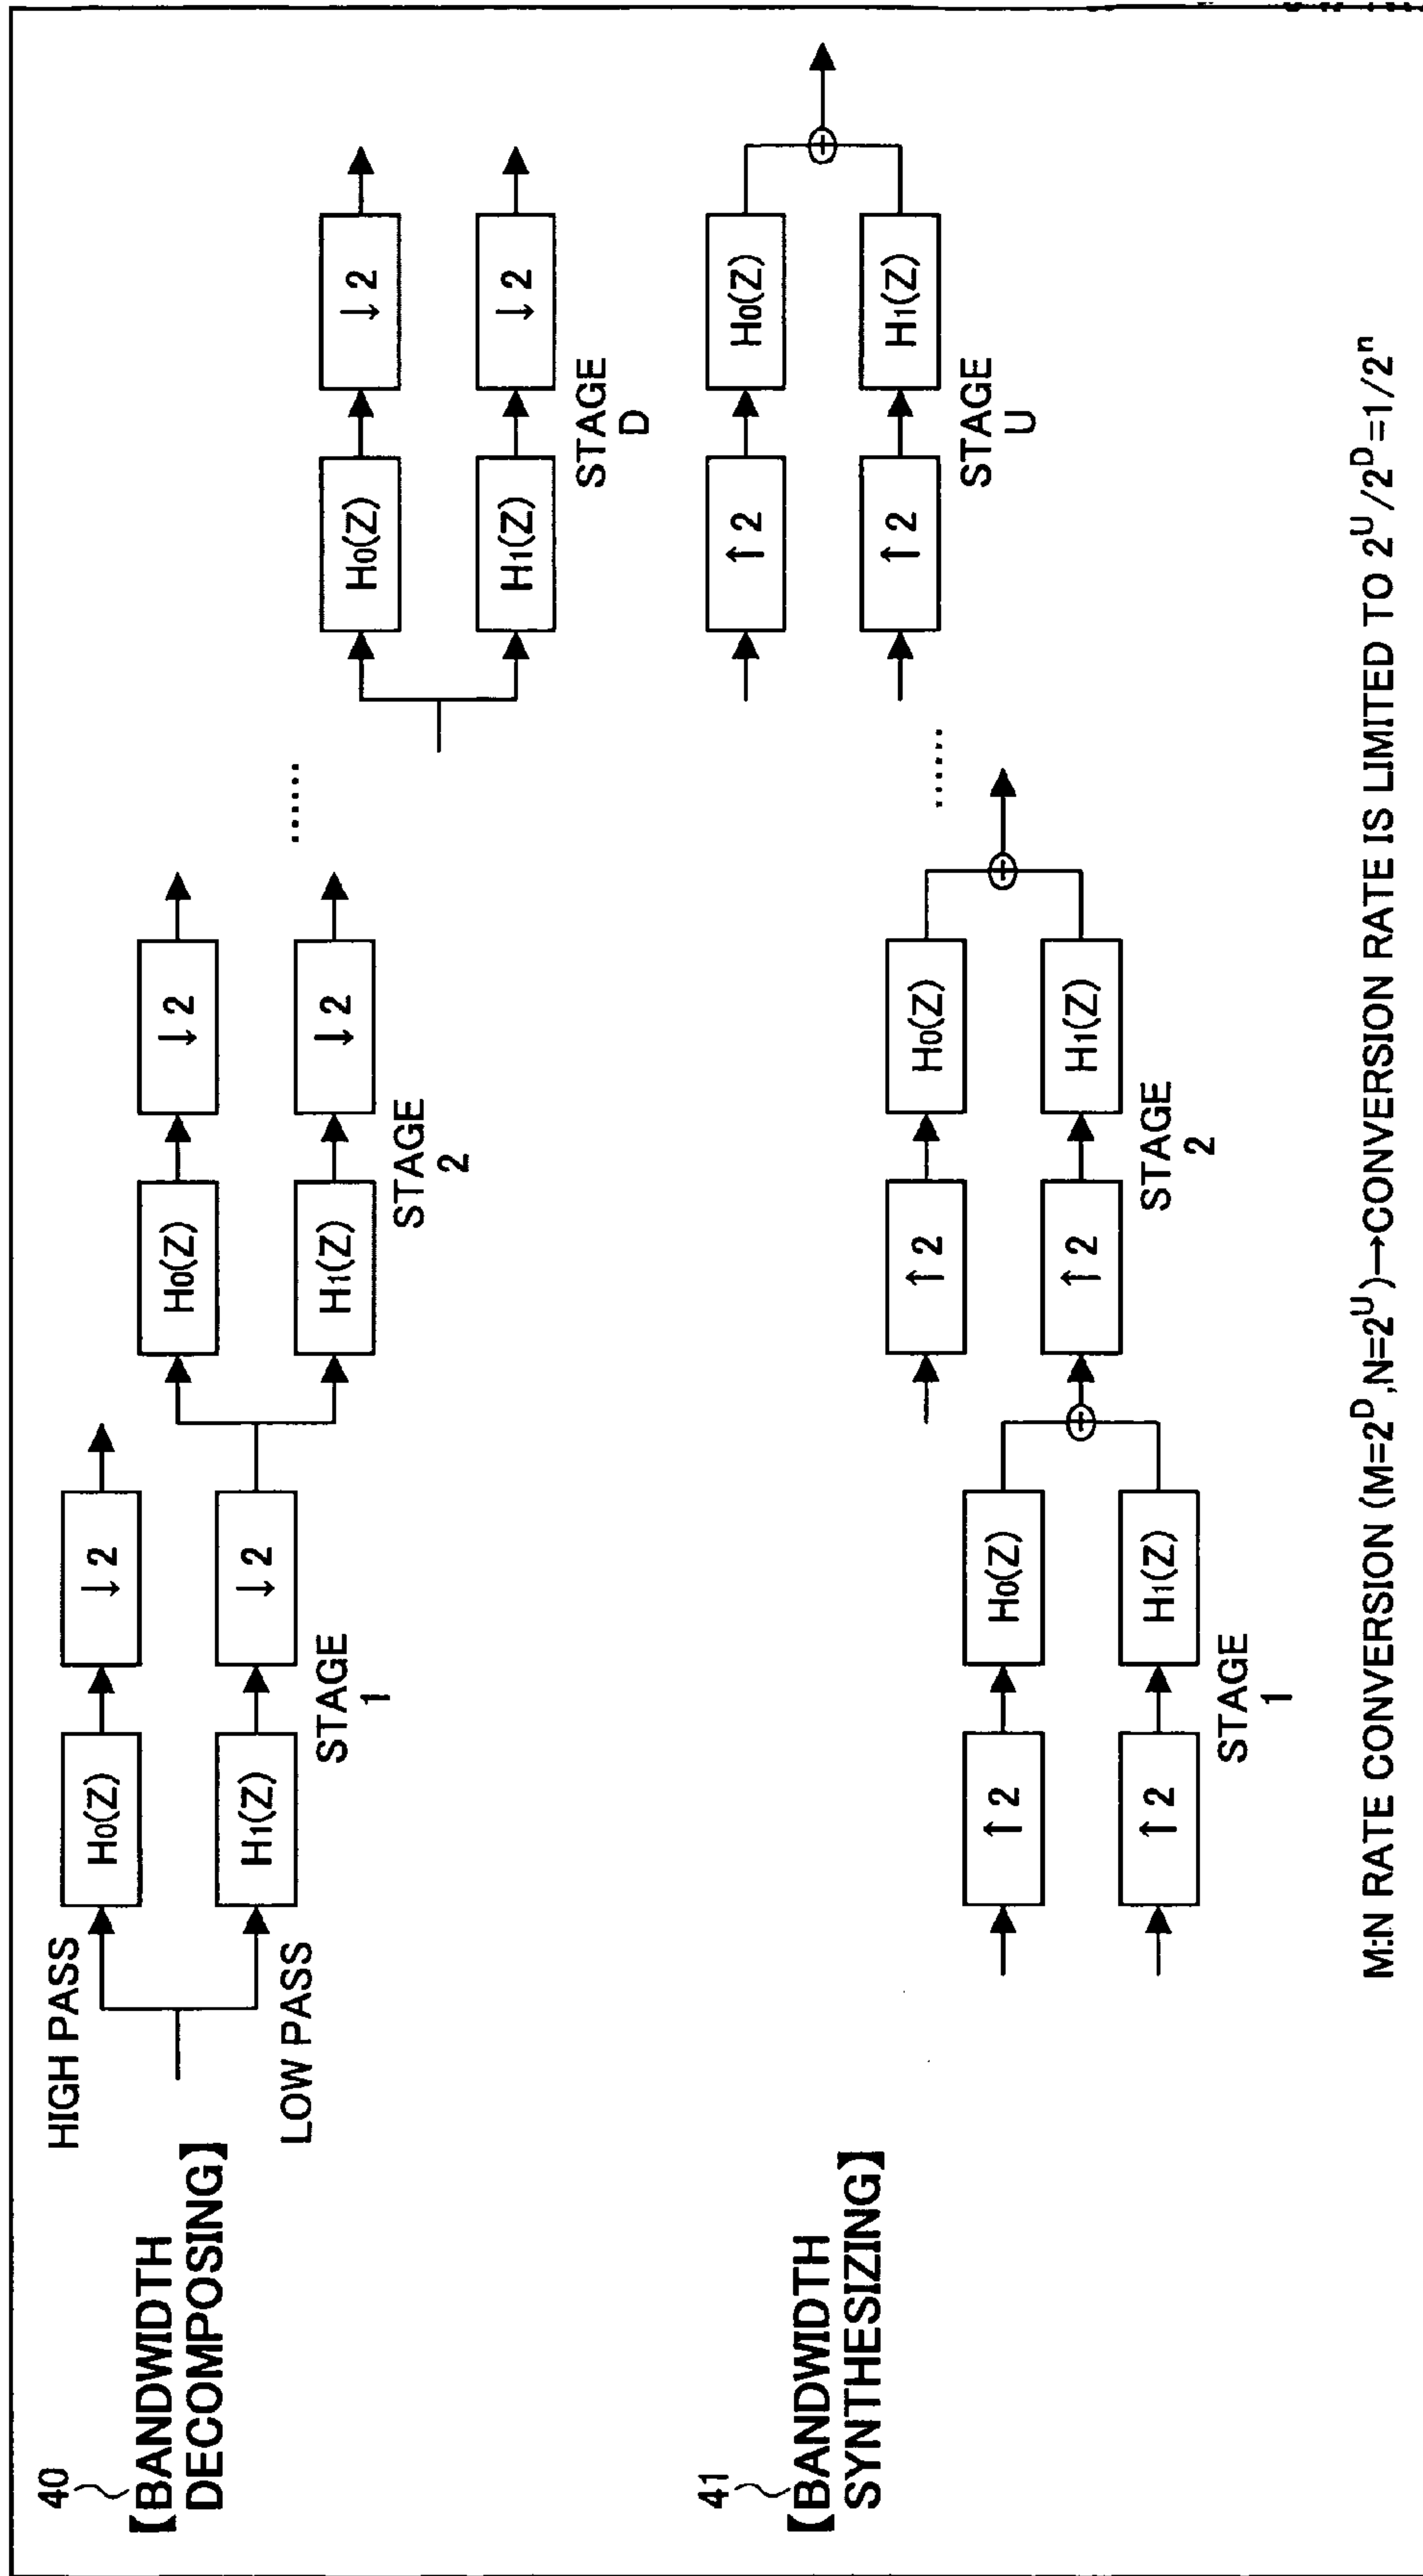 40
【BANDWIDTH
DECOMPOSING】
HIGH PASS
LOW PASS
H0(Z)
↓2
H1(Z)
↓2
STAGE
1
H0(Z)
↓2
H1(Z)
↓2
STAGE
2
......
H0(Z)
↓2
H1(Z)
↓2
STAGE
D
41
【BANDWIDTH
SYNTHESIZING】
↑2
H0(Z)
↑2
H1(Z)
STAGE
1
↑2
H0(Z)
↑2
H1(Z)
STAGE
2
......
↑2
H0(Z)
↑2
H1(Z)
STAGE
U
M:N RATE CONVERSION (M=2^D,N=2^U)→CONVERSION RATE IS LIMITED TO 2^U/2^D=1/2^n